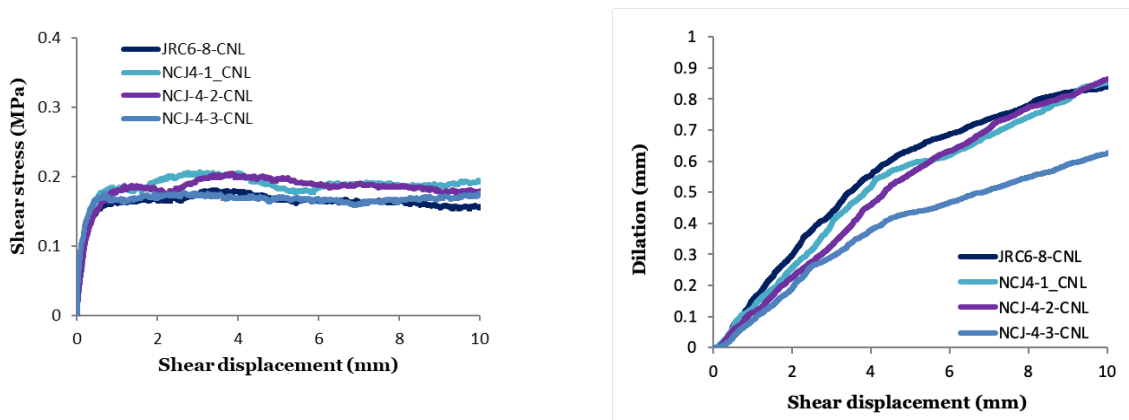 0.4
0.3
0.2
0.1
0
Shear stress (MPa)
JRC6-8-CNL
NCJ4-1_CNL
NCJ-4-2-CNL
NCJ-4-3-CNL
0 2 4 6 8 10
Shear displacement (mm)
1
0.9
0.8
0.7
0.6
0.5
0.4
0.3
0.2
0.1
0
Dilation (mm)
JRC6-8-CNL
NCJ4-1_CNL
NCJ-4-2-CNL
NCJ-4-3-CNL
0 2 4 6 8 10
Shear displacement (mm)